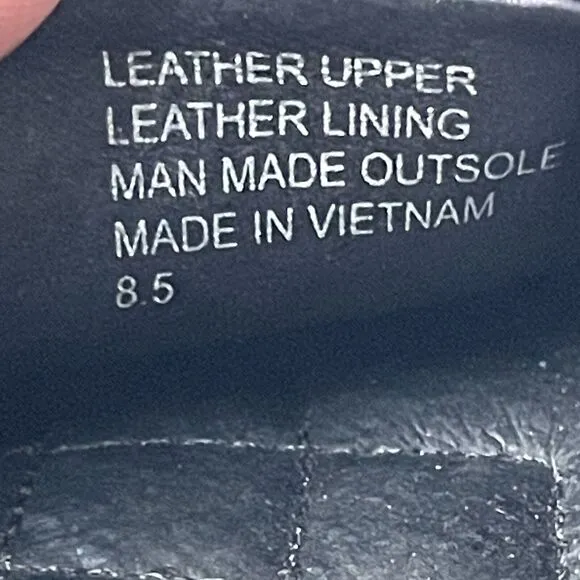 LEATHER UPPER
LEATHER LINING
MAN MADE OUTSOLE
MADE IN VIETNAM
8.5